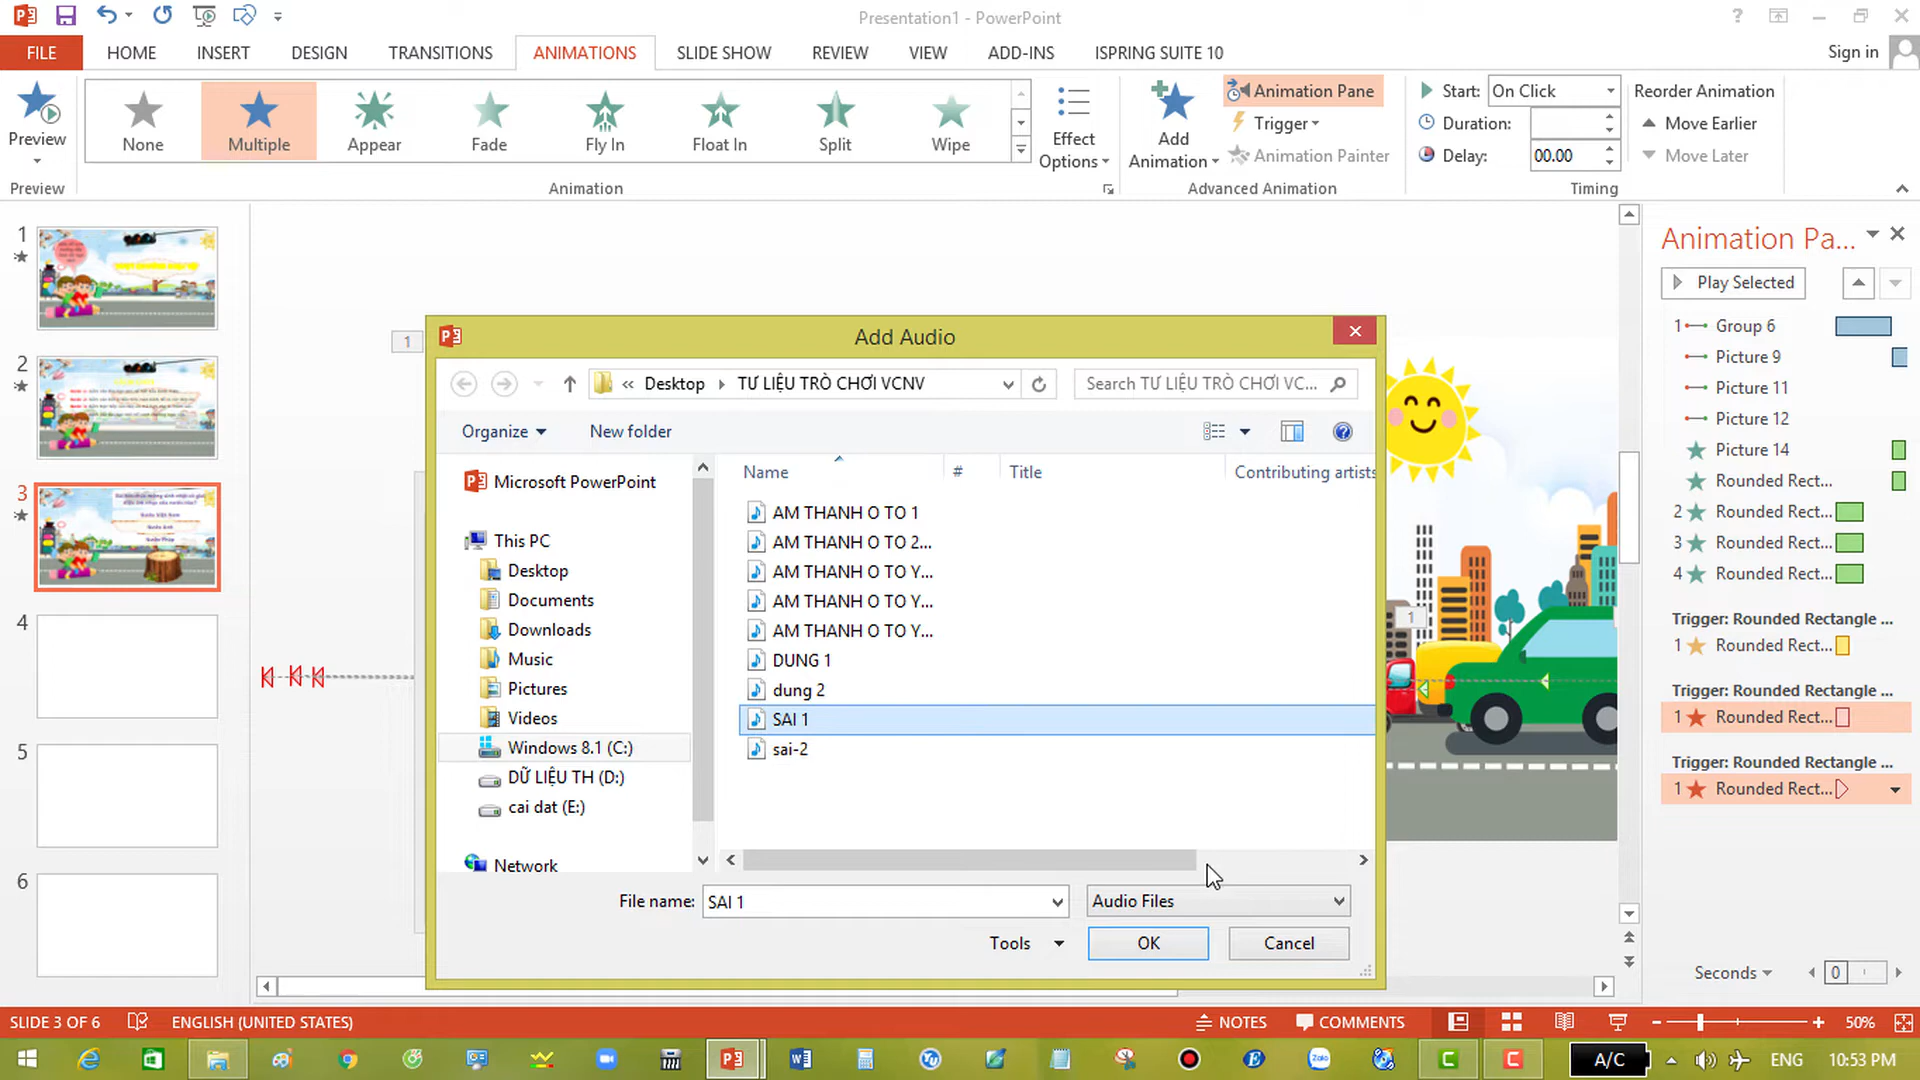 Presentation1 - PowerPoint
?
FILE
HOME
INSERT
DESIGN
TRANSITIONS
ANIMATIONS
SLIDE SHOW
REVIEW
VIEW
ADD-INS
ISPRING SUITE 10
Sign in
Preview
None
Multiple
Appear
Fade
Fly In
Float In
Split
Wipe
Effect
Options
Add
Animation
Animation Pane
Trigger
Animation Painter
Start: On Click
Duration:
Delay: 00.00
Reorder Animation
Move Earlier
Move Later
Preview
Animation
Advanced Animation
Timing
1
2
3
4
5
6
1
Add Audio
« Desktop
TƯ LIỆU TRÒ CHƠI VCNV
Search TƯ LIỆU TRÒ CHƠI VC...
Organize
New folder
Microsoft PowerPoint
This PC
Desktop
Documents
Downloads
Music
Pictures
Videos
Windows 8.1 (C:)
DỮ LIỆU TH (D:)
cai dat (E:)
Network
Name
#
Title
Contributing artists
AM THANH O TO 1
AM THANH O TO 2...
AM THANH O TO Y...
AM THANH O TO Y...
AM THANH O TO Y...
DUNG 1
dung 2
SAI 1
sai-2
File name: SAI 1
Audio Files
Tools
OK
Cancel
1
Animation Pa...
Play Selected
1 Group 6
Picture 9
Picture 11
Picture 12
Picture 14
Rounded Rect...
2 Rounded Rect...
3 Rounded Rect...
4 Rounded Rect...
Trigger: Rounded Rectangle ...
1 Rounded Rect...
Trigger: Rounded Rectangle ...
1 Rounded Rect...
Trigger: Rounded Rectangle ...
1 Rounded Rect...
Seconds
0
SLIDE 3 OF 6
ENGLISH (UNITED STATES)
NOTES
COMMENTS
50%
A/C
ENG
10:53 PM